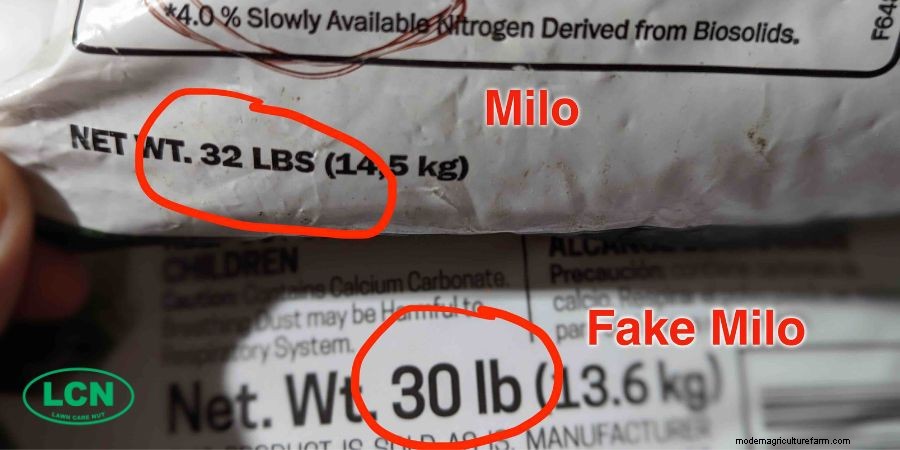 *4.0 % Slowly Available Nitrogen Derived from Biosolids.
Milo
NET WT. 32 LBS (14,5 kg)
CHILDREN
Caution: Contains Calcium Carbonate.
Breathing Dust may be Harmful to
Respiratory System.
Precaución:
calcio.
Fake Milo
Net. Wt. 30 lb (13.6 kg)
PRODUCT IS SOLD AS IS. MANUFACTURER
LCN
LAWN CARE NUT
modernagriculturefarm.com